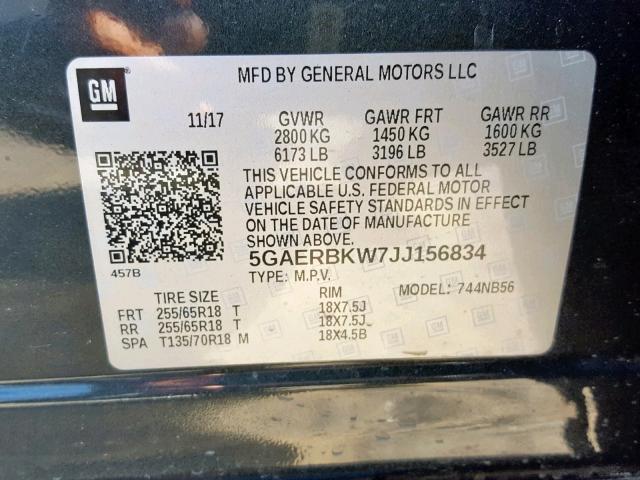 GM
MFD BY GENERAL MOTORS LLC
11/17 GVWR GAWR FRT GAWR RR
2800 KG 1450 KG 1600 KG
6173 LB 3196 LB 3527 LB
THIS VEHICLE CONFORMS TO ALL
APPLICABLE U.S. FEDERAL MOTOR
VEHICLE SAFETY STANDARDS IN EFFECT
ON THE DATE OF MANUFACTURE
SHOWN ABOVE.
457B
5GAERBKW7JJ156834
TYPE: M.P.V. MODEL: 744NB56
TIRE SIZE RIM
FRT 255/65R18 T 18X7.5J
RR 255/65R18 T 18X7.5J
SPA T135/70R18 M 18X4.5B